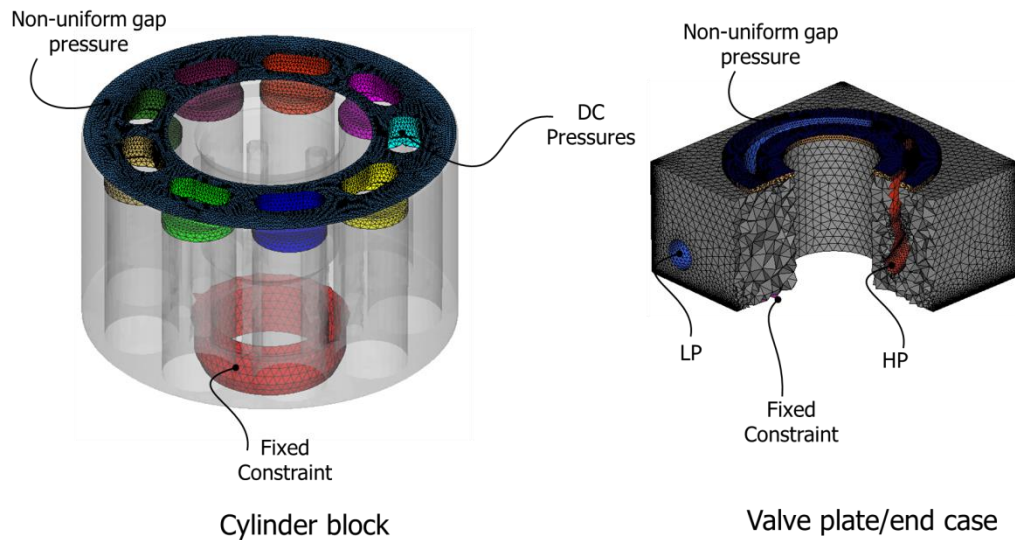 Non-uniform gap
pressure
DC
Pressures
Fixed
Constraint
Cylinder block
Non-uniform gap
pressure
LP
HP
Fixed
Constraint
Valve plate/end case